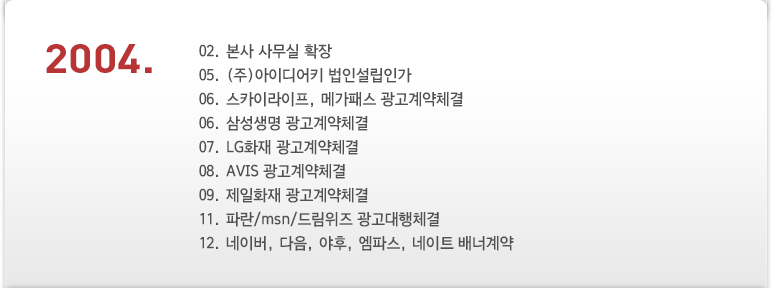 2004.
02. 본사 사무실 확장
05. (주)아이디어키 법인설립인가
06. 스카이라이프, 메가패스 광고계약체결
06. 삼성생명 광고계약체결
07. LG화재 광고계약체결
08. AVIS 광고계약체결
09. 제일화재 광고계약체결
11. 파란/msn/드림위즈 광고대행체결
12. 네이버, 다음, 야후, 엠파스, 네이트 배너계약